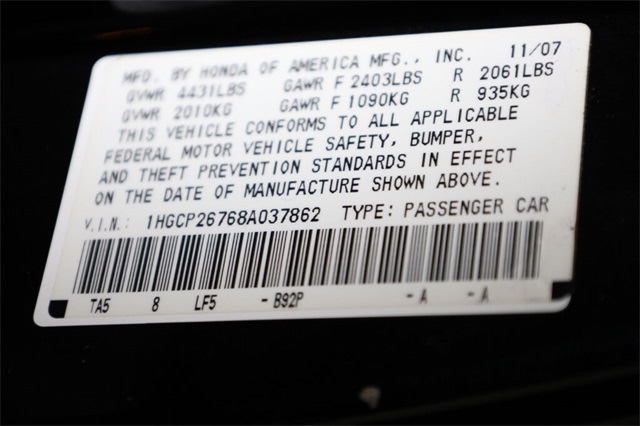 MFD. BY HONDA OF AMERICA MFG., INC. 11/07
GVWR 4431LBS GAWR F 2403LBS R 2061LBS
GVWR 2010KG GAWR F 1090KG R 935KG
THIS VEHICLE CONFORMS TO ALL APPLICABLE
FEDERAL MOTOR VEHICLE SAFETY, BUMPER,
AND THEFT PREVENTION STANDARDS IN EFFECT
ON THE DATE OF MANUFACTURE SHOWN ABOVE.
V.I.N.: 1HGCP26768A037862 TYPE: PASSENGER CAR
TA5 8 LF5 -B92P -A -A